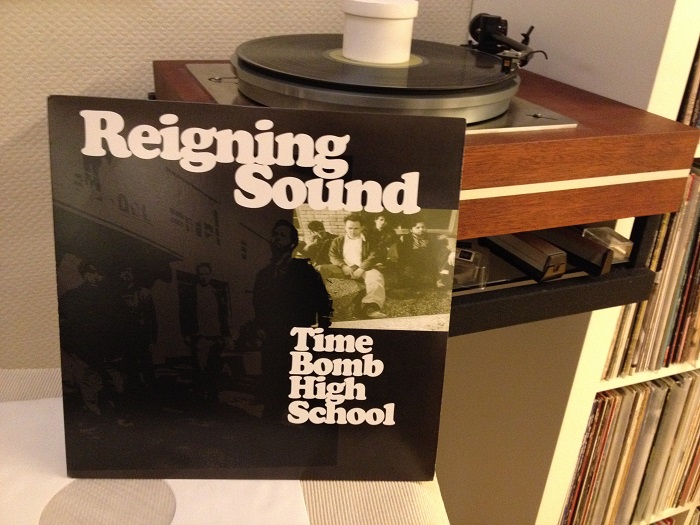 Reigning
Sound
Time
Bomb
High
School